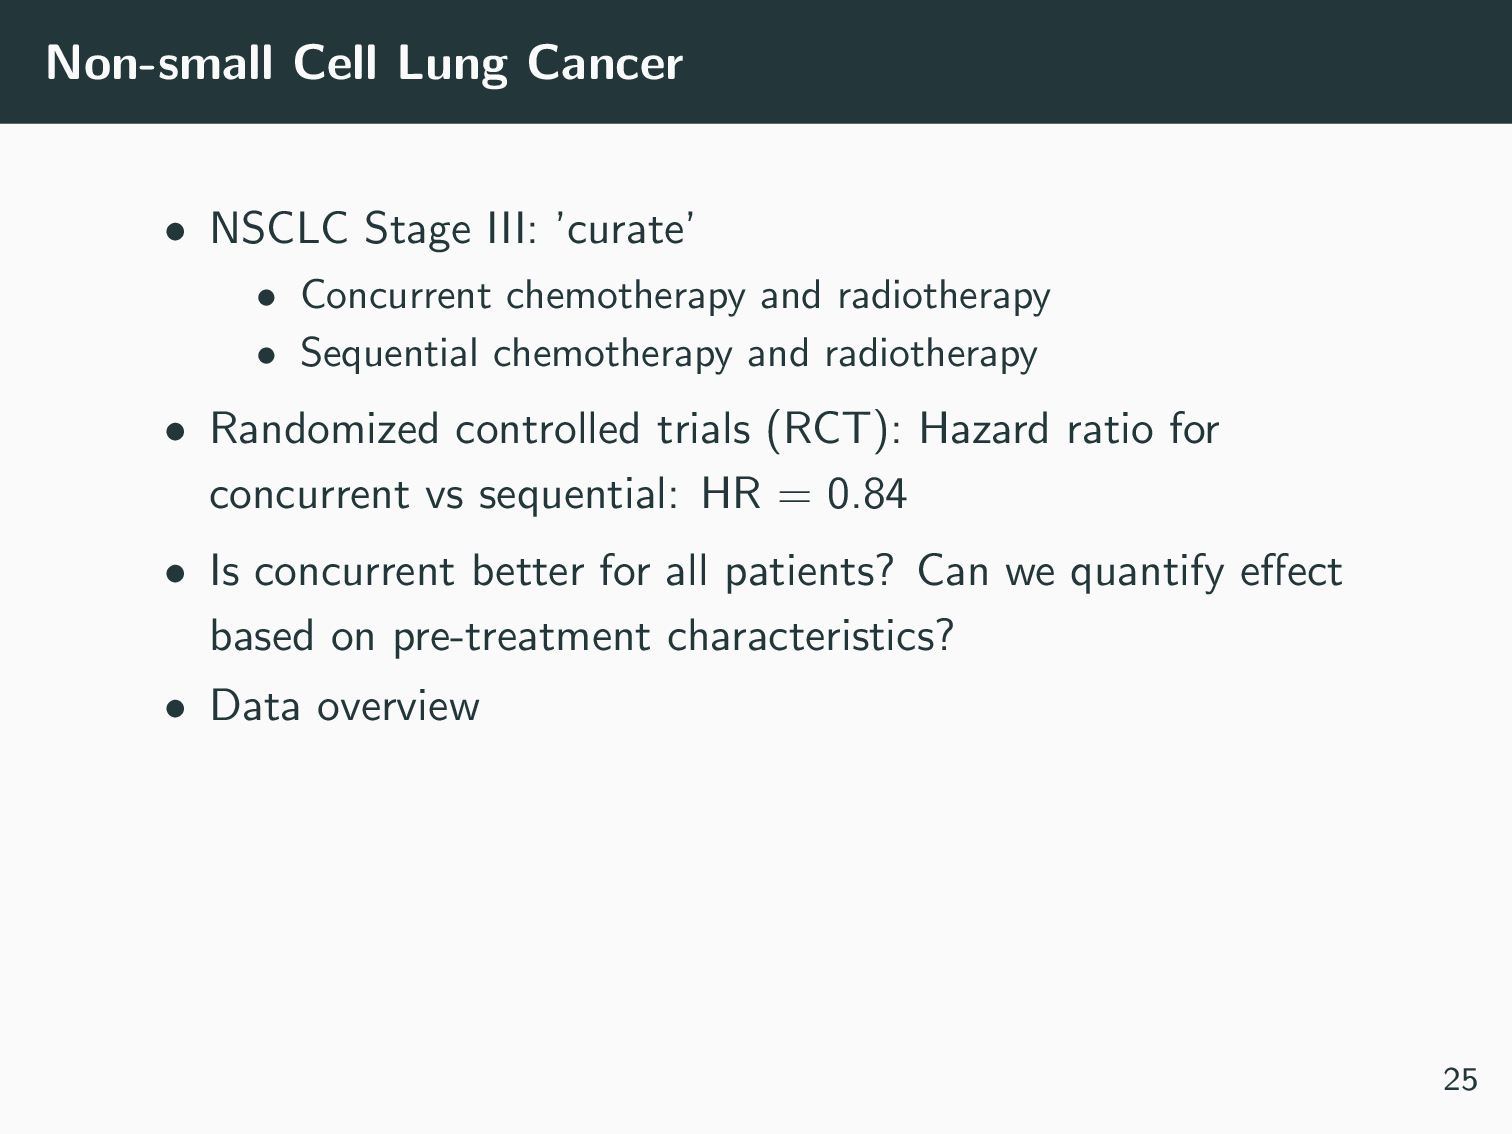 Non-small Cell Lung Cancer
• NSCLC Stage III: ’curate’
• Concurrent chemotherapy and radiotherapy
• Sequential chemotherapy and radiotherapy
• Randomized controlled trials (RCT): Hazard ratio for
concurrent vs sequential: HR = 0.84
• Is concurrent better for all patients? Can we quantify effect
based on pre-treatment characteristics?
• Data overview
25